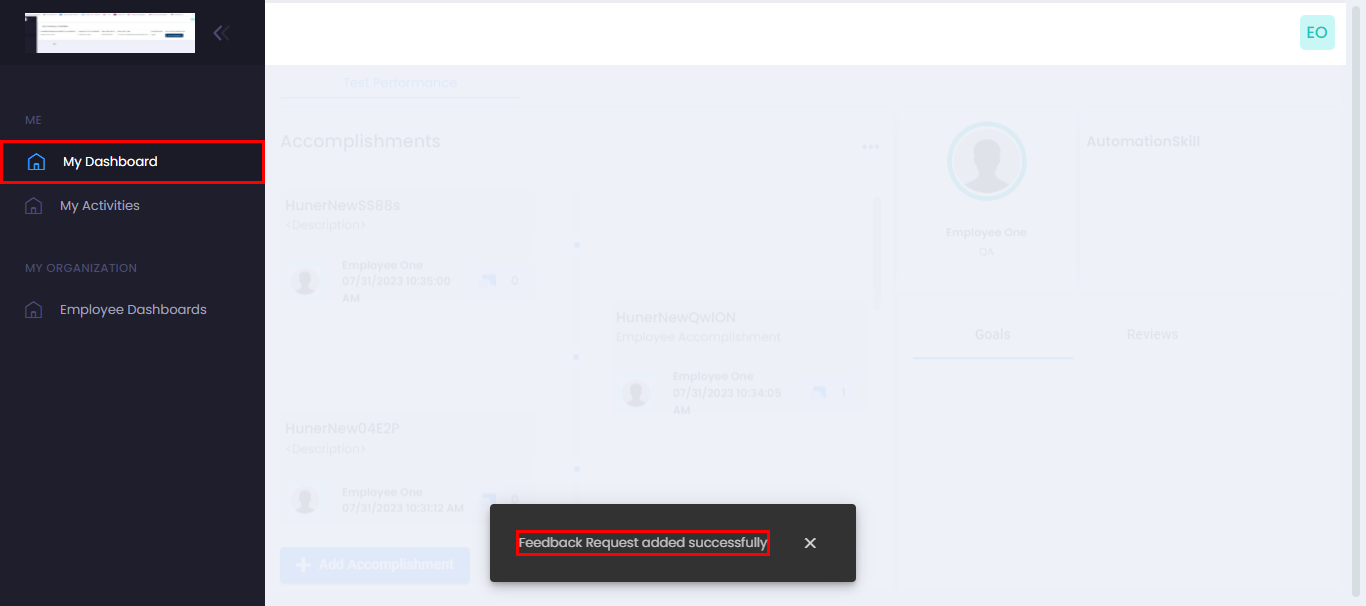 EO
ME
My Dashboard
My Activities
MY ORGANIZATION
Employee Dashboards
Test Performance
Accomplishments
HunerNewSS88s
<Description>
Employee One
07/31/2023 10:35:00
AM
0
HunerNewQwION
Employee Accomplishment
Employee One
07/31/2023 10:34:05
AM
1
HunerNew04E2P
<Description>
Employee One
07/31/2023 10:31:12 AM
0
Add Accomplishment
Employee One
QA
AutomationSkill
Goals
Reviews
Feedback Request added successfully